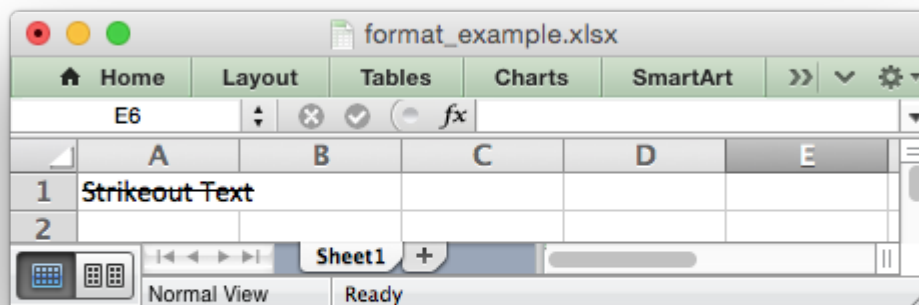 format_example.xlsx
Home Layout Tables Charts SmartArt
E6 fx
A B C D E
1 Strikeout Text
2
Sheet1 +
Normal View Ready